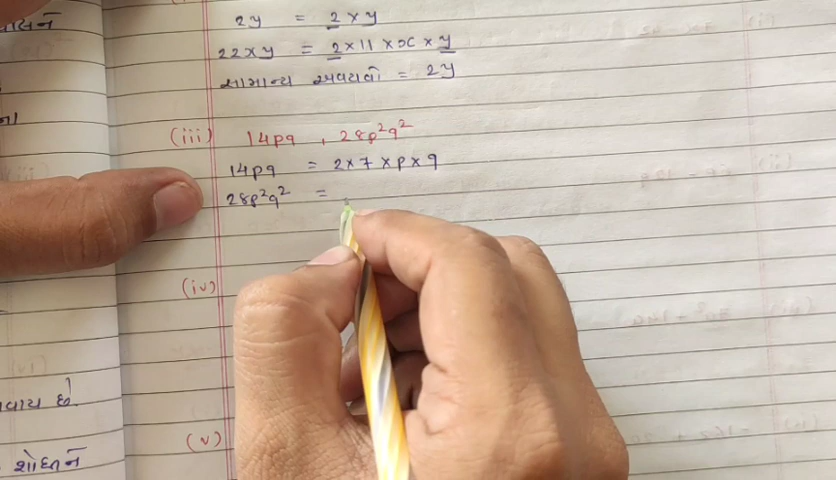 2y = 2 × y
22xy = 2 × 11 × x × y
સામાન્ય અવયવો = 2y
(iii) 14pq , 28p²q²
14pq = 2 × 7 × p × q
28p²q² =
(iv)
(v)
વાય છે.
શોધીને